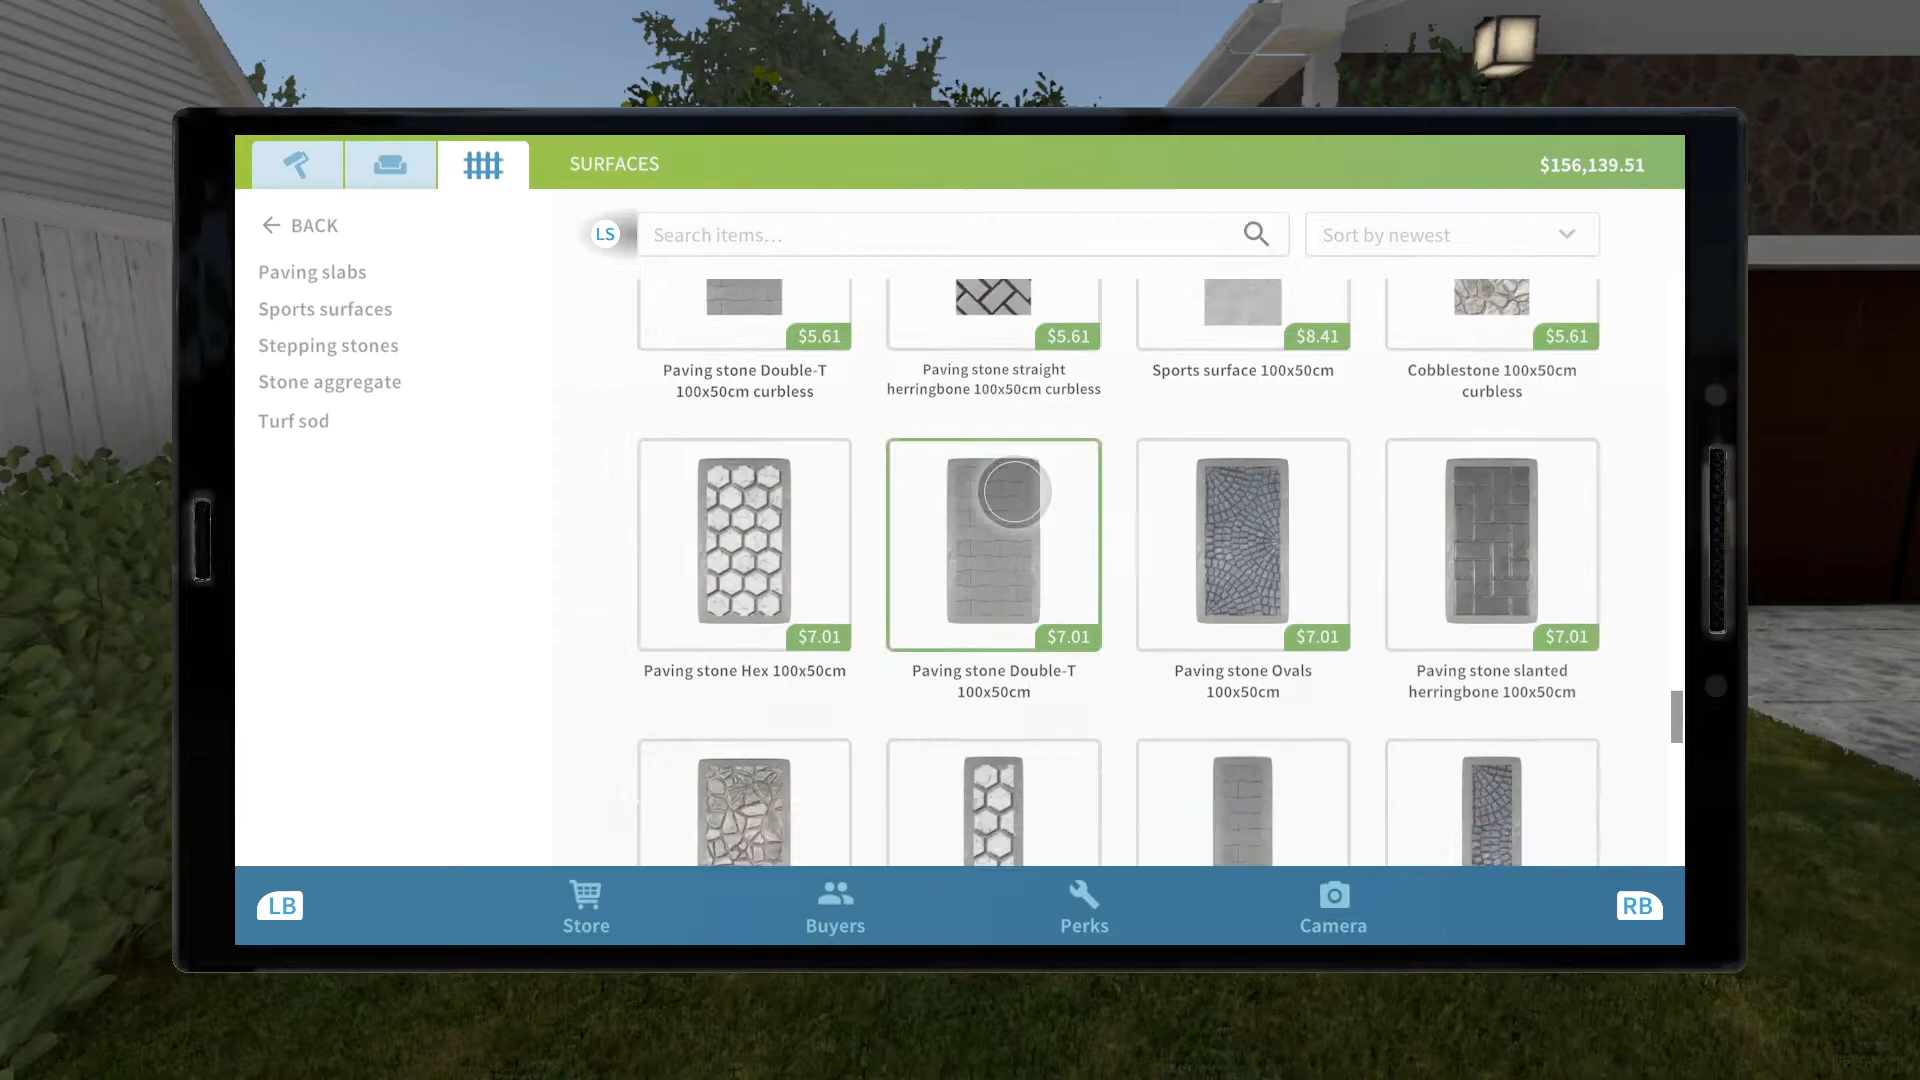 SURFACES
$156,139.51
BACK
LS
Search items...
Sort by newest
Paving slabs
Sports surfaces
Stepping stones
Stone aggregate
Turf sod
$5.61
$5.61
$8.41
$5.61
Paving stone Double-T
100x50cm curbless
Paving stone straight
herringbone 100x50cm curbless
Sports surface 100x50cm
Cobblestone 100x50cm
curbless
$7.01
$7.01
$7.01
$7.01
Paving stone Hex 100x50cm
Paving stone Double-T
100x50cm
Paving stone Ovals
100x50cm
Paving stone slanted
herringbone 100x50cm
LB
Store
Buyers
Perks
Camera
RB